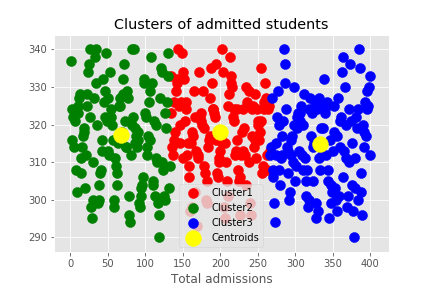 Clusters of admitted students
340
330
320
310
300
290
0 50 100 150 200 250 300 350 400
Total admissions
Cluster1
Cluster2
Cluster3
Centroids